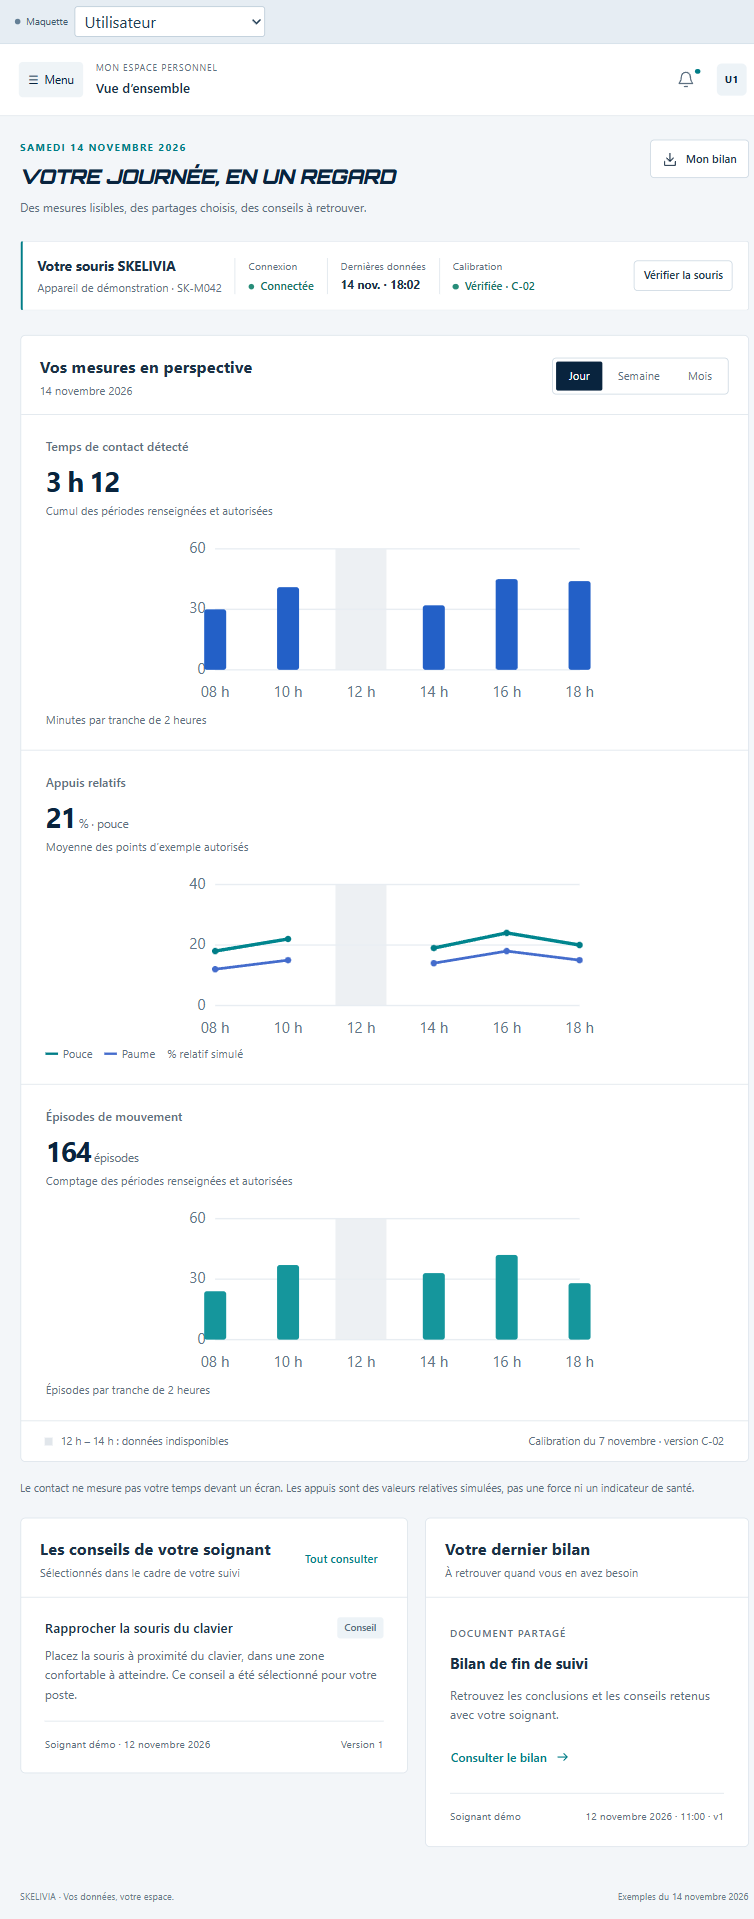 Maquette
Utilisateur
Menu
MON ESPACE PERSONNEL
Vue d'ensemble
U1
SAMEDI 14 NOVEMBRE 2026
VOTRE JOURNÉE, EN UN REGARD
Des mesures lisibles, des partages choisis, des conseils à retrouver.
Mon bilan
Votre souris SKELIVIA
Appareil de démonstration · SK-M042
Connexion
Connectée
Dernières données
14 nov. · 18:02
Calibration
Vérifiée · C-02
Vérifier la souris
Vos mesures en perspective
14 novembre 2026
Jour
Semaine
Mois
Temps de contact détecté
3 h 12
Cumul des périodes renseignées et autorisées
60
30
0
08 h 10 h 12 h 14 h 16 h 18 h
Minutes par tranche de 2 heures
Appuis relatifs
21 % · pouce
Moyenne des points d'exemple autorisés
40
20
0
08 h 10 h 12 h 14 h 16 h 18 h
Pouce Paume % relatif simulé
Épisodes de mouvement
164 épisodes
Comptage des périodes renseignées et autorisées
60
30
0
08 h 10 h 12 h 14 h 16 h 18 h
Épisodes par tranche de 2 heures
12 h – 14 h : données indisponibles
Calibration du 7 novembre · version C-02
Le contact ne mesure pas votre temps devant un écran. Les appuis sont des valeurs relatives simulées, pas une force ni un indicateur de santé.
Les conseils de votre soignant
Sélectionnés dans le cadre de votre suivi
Tout consulter
Rapprocher la souris du clavier
Conseil
Placez la souris à proximité du clavier, dans une zone
confortable à atteindre. Ce conseil a été sélectionné pour votre
poste.
Soignant démo · 12 novembre 2026
Version 1
Votre dernier bilan
À retrouver quand vous en avez besoin
DOCUMENT PARTAGÉ
Bilan de fin de suivi
Retrouvez les conclusions et les conseils retenus
avec votre soignant.
Consulter le bilan →
Soignant démo
12 novembre 2026 · 11:00 · v1
SKELIVIA · Vos données, votre espace.
Exemples du 14 novembre 2026